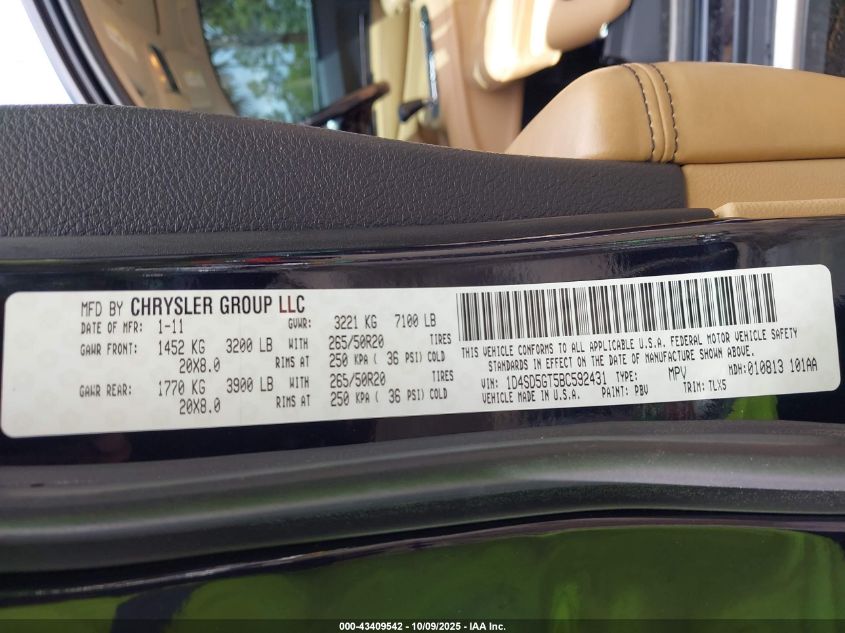 MFD BY CHRYSLER GROUP LLC
DATE OF MFR: 1-11 GVWR: 3221 KG 7100 LB
GAWR FRONT: 1452 KG 3200 LB WITH 265/50R20 TIRES
20X8.0 RIMS AT 250 KPA ( 36 PSI) COLD
GAWR REAR: 1770 KG 3900 LB WITH 265/50R20 TIRES
20X8.0 RIMS AT 250 KPA ( 36 PSI) COLD
THIS VEHICLE CONFORMS TO ALL APPLICABLE U.S.A. FEDERAL MOTOR VEHICLE SAFETY
STANDARDS IN EFFECT ON THE DATE OF MANUFACTURE SHOWN ABOVE.
MDH: 010813 101AA
VIN: 1D4SD5GT5BC592431 TYPE: MPV
VEHICLE MADE IN U.S.A. PAINT: PBV TRIM: TLX5
000-43409542 - 10/09/2025 - IAA Inc.